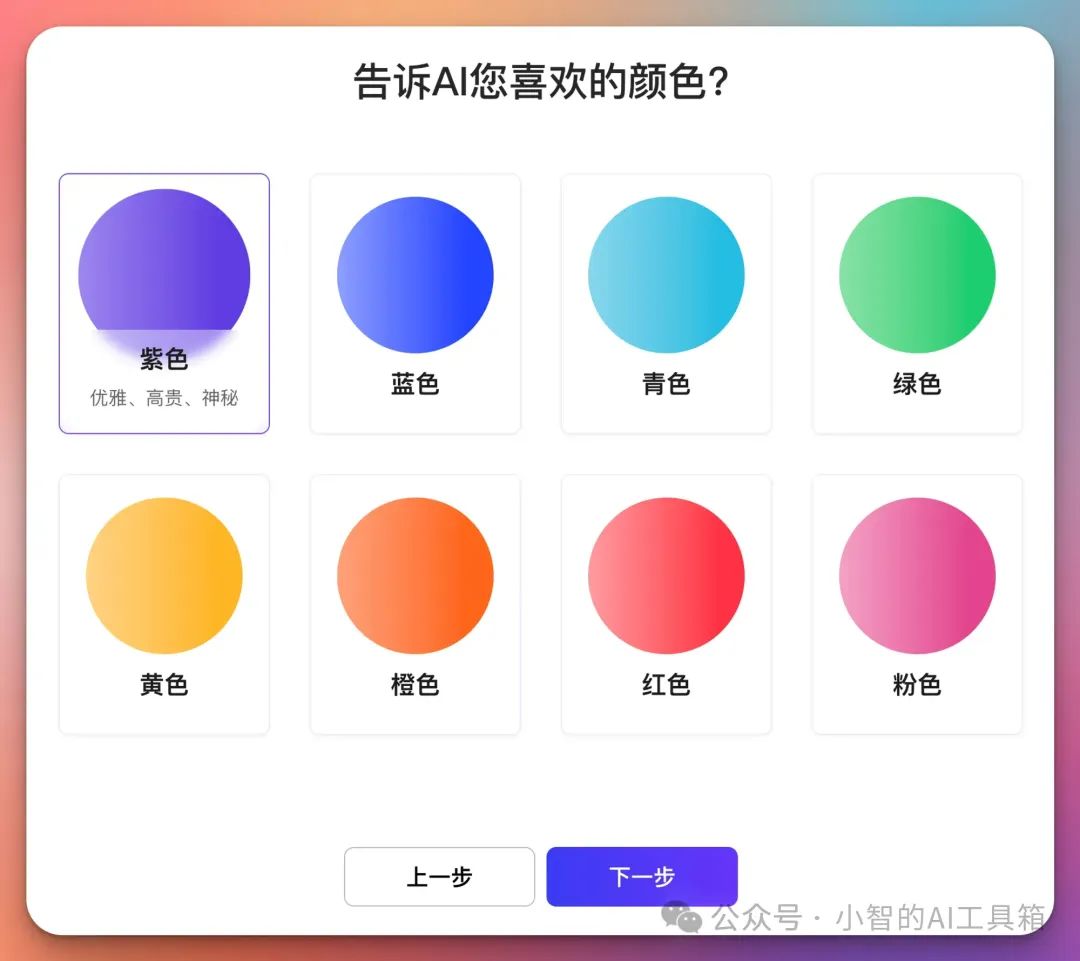 告诉AI您喜欢的颜色?
紫色
优雅、高贵、神秘
蓝色
青色
绿色
黄色
橙色
红色
粉色
上一步
下一步
公众号·小智的AI工具箱